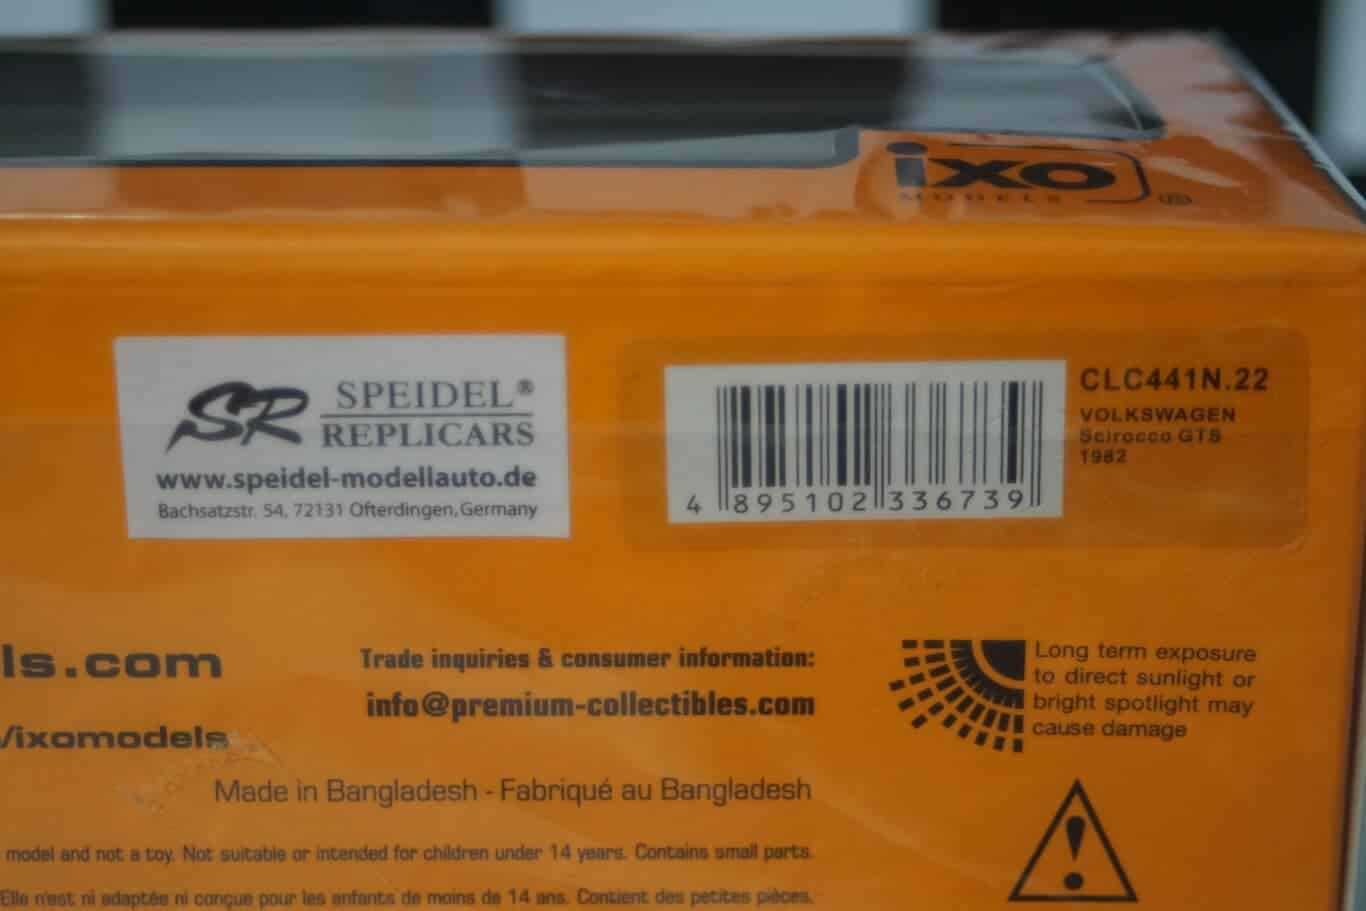 ixo
MODELS ®
SR SPEIDEL®
REPLICARS
www.speidel-modellauto.de
Bachsatzstr. 54, 72131 Ofterdingen, Germany
4 895102 336739
CLC441N.22
VOLKSWAGEN
Scirocco GTS
1982
ls.com
/ixomodels
Trade inquiries & consumer information:
info@premium-collectibles.com
Long term exposure
to direct sunlight or
bright spotlight may
cause damage
Made in Bangladesh - Fabriqué au Bangladesh
model and not a toy. Not suitable or intended for children under 14 years. Contains small parts.
Elle n'est ni adaptée ni conçue pour les enfants de moins de 14 ans. Contient des petites pièces.